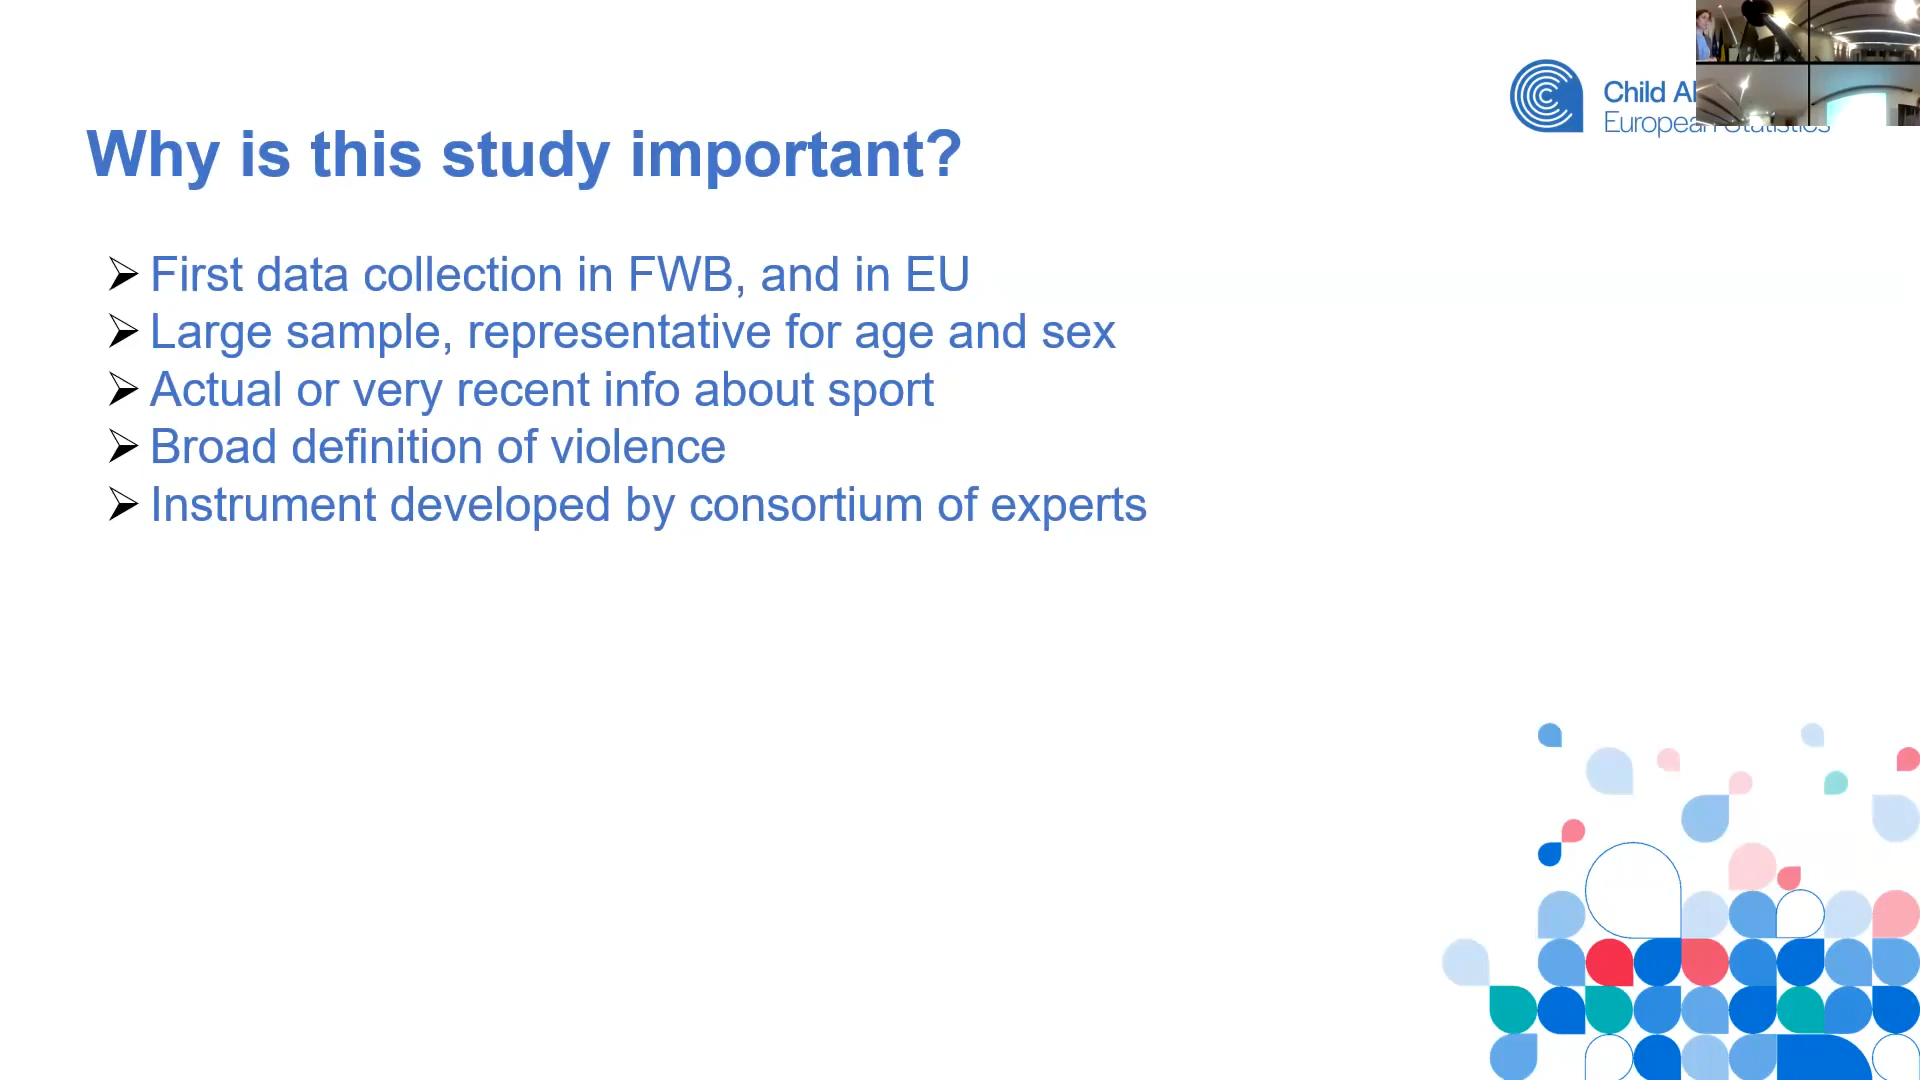 Child
European Statistics
Why is this study important?
First data collection in FWB, and in EU
Large sample, representative for age and sex
Actual or very recent info about sport
Broad definition of violence
Instrument developed by consortium of experts